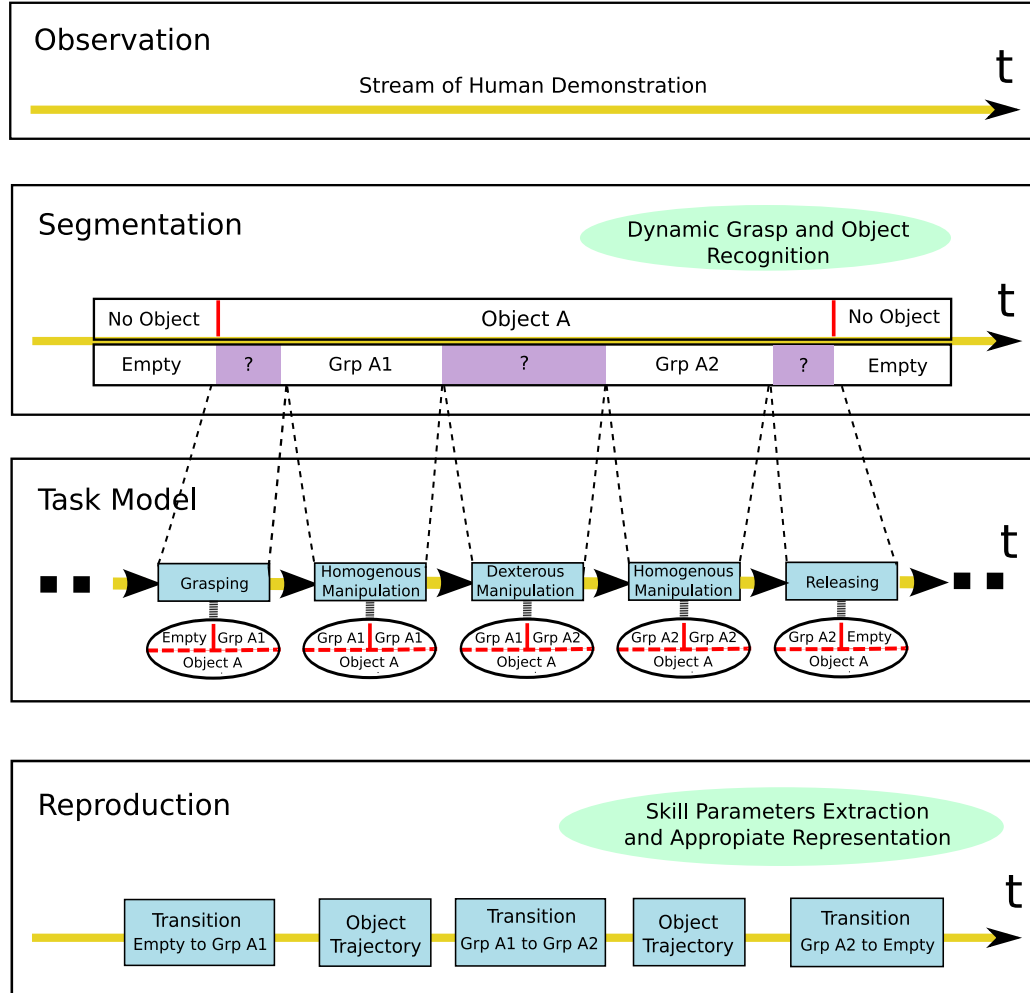 Observation
t
Stream of Human Demonstration
Segmentation
Dynamic Grasp and Object
Recognition
t
No Object
Object A
No Object
Empty
?
Grp A1
?
Grp A2
?
Empty
Task Model
t
Grasping
Homogenous
Manipulation
Dexterous
Manipulation
Homogenous
Manipulation
Releasing
Empty
Grp A1
Object A
Grp A1
Grp A1
Object A
Grp A1
Grp A2
Object A
Grp A2
Grp A2
Object A
Grp A2
Empty
Object A
Reproduction
Skill Parameters Extraction
and Appropiate Representation
t
Transition
Empty to Grp A1
Object
Trajectory
Transition
Grp A1 to Grp A2
Object
Trajectory
Transition
Grp A2 to Empty